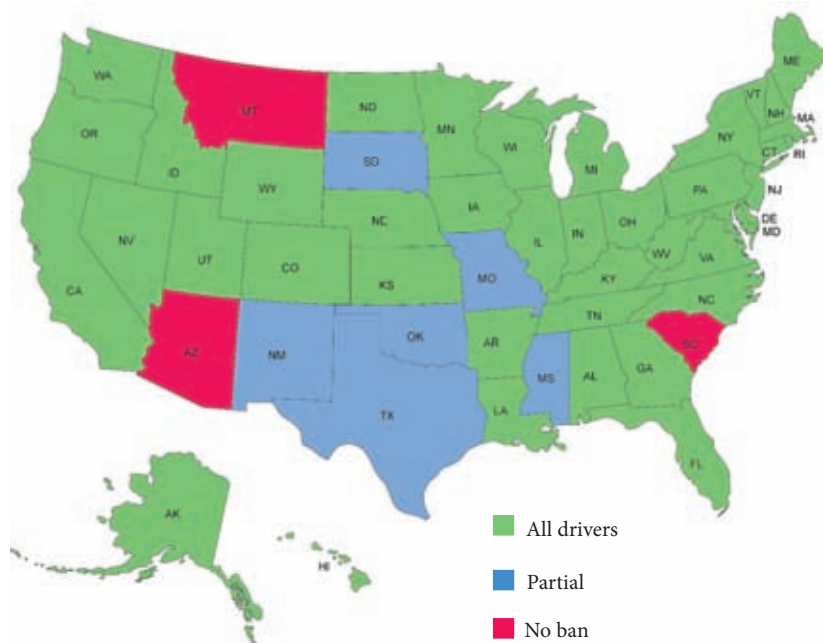 WA
OR
CA
NV
ID
MT
WY
UT
CO
AZ
NM
ND
SD
NE
KS
OK
TX
MN
IA
MO
AR
LA
WI
IL
MS
MI
IN
KY
TN
AL
OH
WV
GA
FL
SC
NC
VA
PA
NY
VT
NH
ME
MA
CT
RI
NJ
DE
MD
AK
HI
All drivers
Partial
No ban